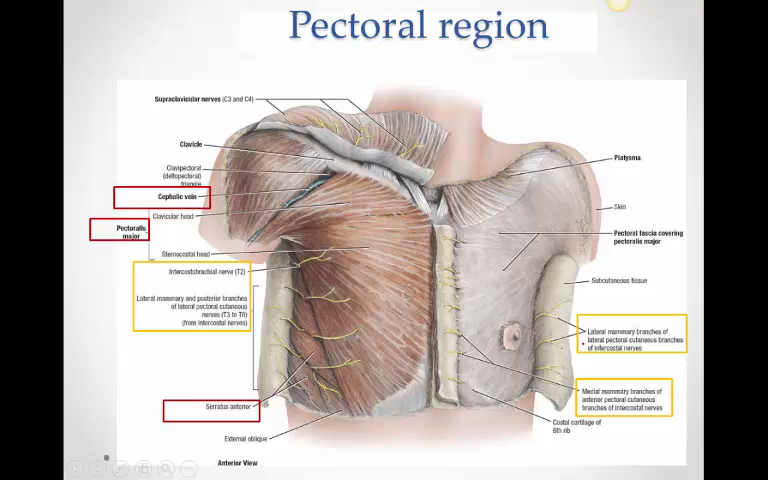 Pectoral region
Supraclavicular nerves (C3 and C4)
Clavicle
Clavipectoral
(deltopectoral)
triangle
Cephalic vein
Clavicular head
Pectoralis
major
Sternocostal head
Intercostobrachial nerve (T2)
Lateral mammary and posterior branches
of lateral pectoral cutaneous
nerves (T3 to T6)
(from intercostal nerves)
Serratus anterior
External oblique
Anterior View
Platysma
Skin
Pectoral fascia covering
pectoralis major
Subcutaneous tissue
Lateral mammary branches of
lateral pectoral cutaneous branches
of intercostal nerves
Medial mammary branches of
anterior pectoral cutaneous
branches of intercostal nerves
Costal cartilage of
6th rib